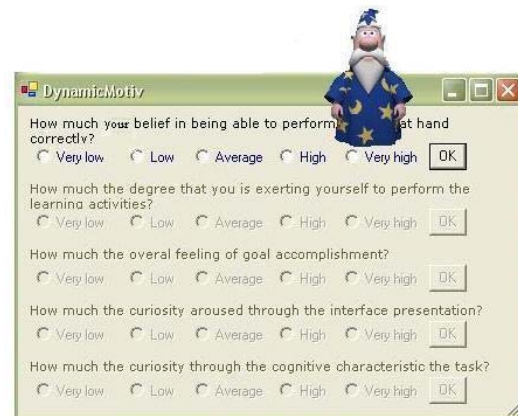 DynamicMotiv
How much your belief in being able to perform at hand
correctly?
Very low Low Average High Very high OK
How much the degree that you is exerting yourself to perform the
learning activities?
Very low Low Average High Very high OK
How much the overal feeling of goal accomplishment?
Very low Low Average High Very high OK
How much the curiosity aroused through the interface presentation?
Very low Low Average High Very high OK
How much the curiosity through the cognitive characteristic the task?
Very low Low Average High Very high OK